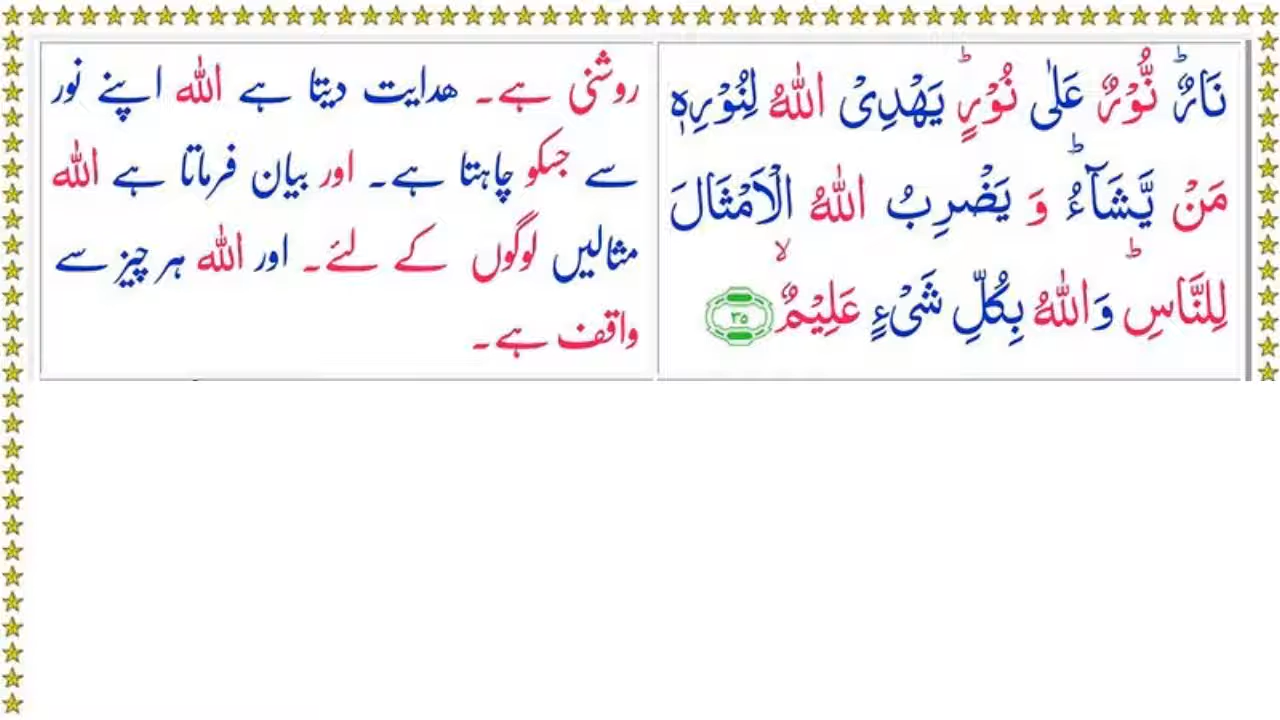 نَارٌ ؕ نُّوْرٌ عَلٰى نُوْرٍ ؕ يَهْدِى اللّٰهُ لِنُوْرِهٖ
مَنْ يَّشَآءُ ؕ وَ يَضْرِبُ اللّٰهُ الْاَمْثَالَ
لِلنَّاسِ ؕ وَاللّٰهُ بِكُلِّ شَىْءٍ عَلِيْمٌ ۙ ٣٥
روشنی ہے۔ ھدایت دیتا ہے اللہ اپنے نور
سے جسکو چاہتا ہے۔ اور بیان فرماتا ہے اللہ
مثالیں لوگوں کے لئے۔ اور اللہ ہر چیز سے
واقف ہے۔